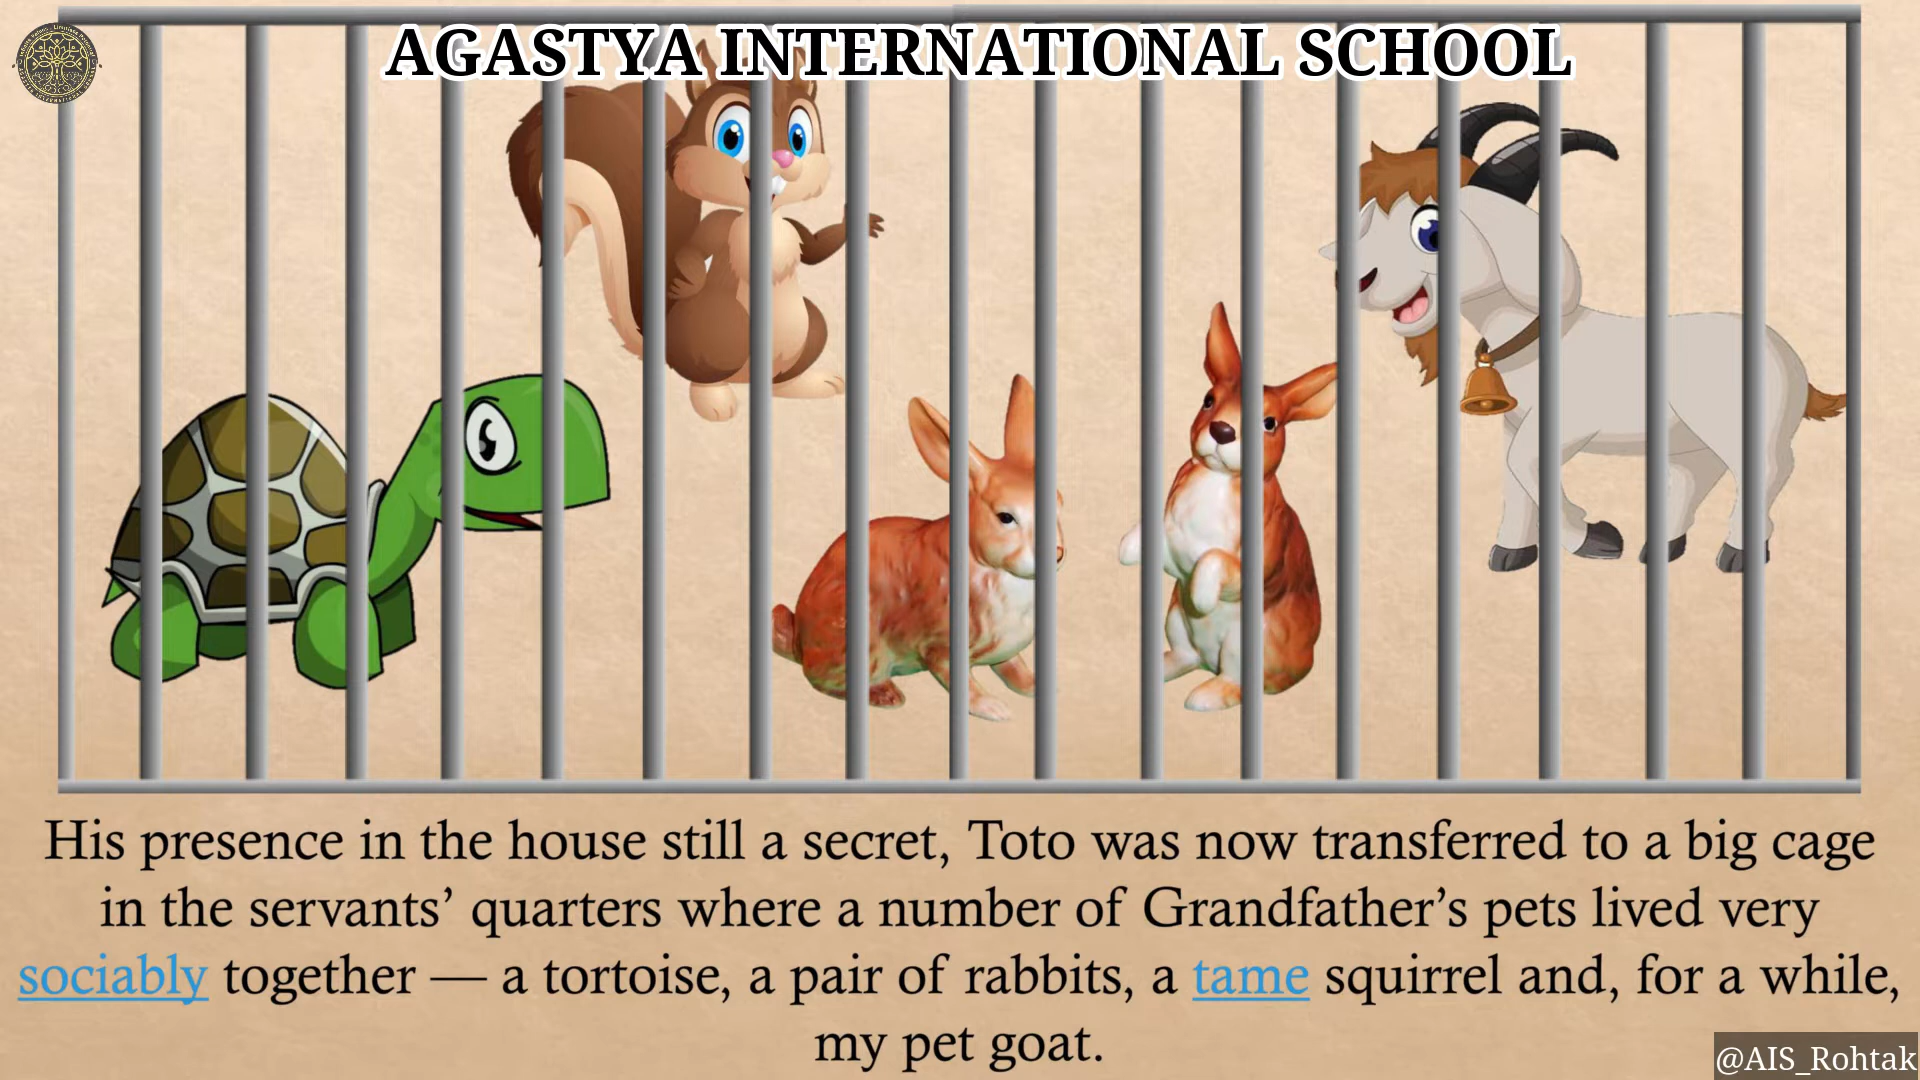 AGASTYA INTERNATIONAL SCHOOL
His presence in the house still a secret, Toto was now transferred to a big cage
in the servants’ quarters where a number of Grandfather’s pets lived very
sociably together — a tortoise, a pair of rabbits, a tame squirrel and, for a while,
my pet goat.
@AIS_Rohtak